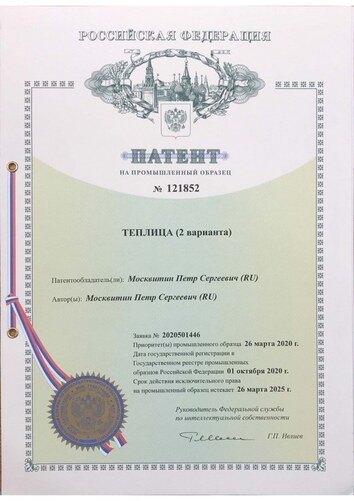 РОССИЙСКАЯ ФЕДЕРАЦИЯ
ПАТЕНТ
НА ПРОМЫШЛЕННЫЙ ОБРАЗЕЦ
№ 121852
ТЕПЛИЦА (2 варианта)
Патентообладатель(ли): Москвитин Петр Сергеевич (RU)
Автор(ы): Москвитин Петр Сергеевич (RU)
Заявка № 2020501446
Приоритет(ы) промышленного образца 26 марта 2020 г.
Дата государственной регистрации в
Государственном реестре промышленных
образцов Российской Федерации 01 октября 2020 г.
Срок действия исключительного права
на промышленный образец истекает 26 марта 2025 г.
Руководитель Федеральной службы
по интеллектуальной собственности
Г.П. Ивлиев